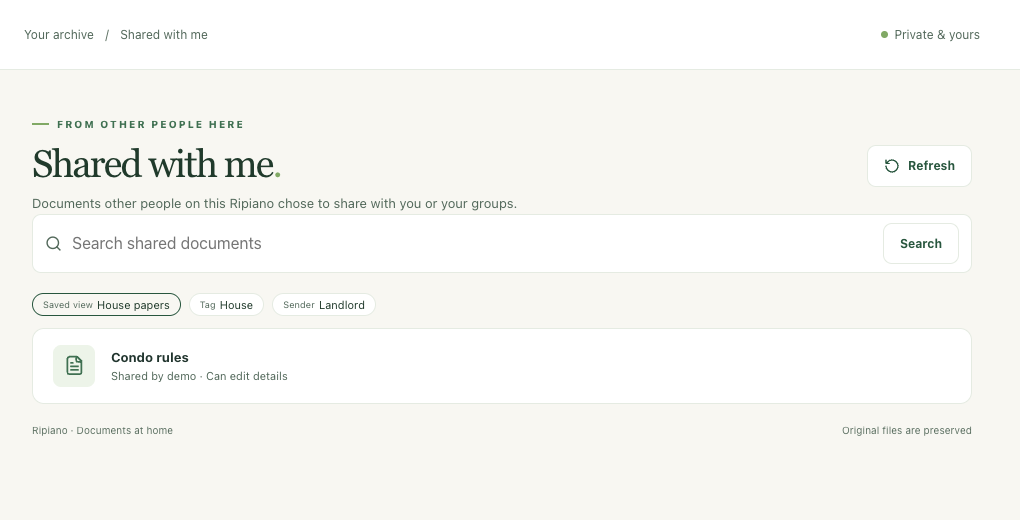 Your archive / Shared with me
Private & yours
FROM OTHER PEOPLE HERE
Shared with me.
Refresh
Documents other people on this Ripiano chose to share with you or your groups.
Search shared documents
Search
Saved view House papers
Tag House
Sender Landlord
Condo rules
Shared by demo · Can edit details
Ripiano · Documents at home
Original files are preserved